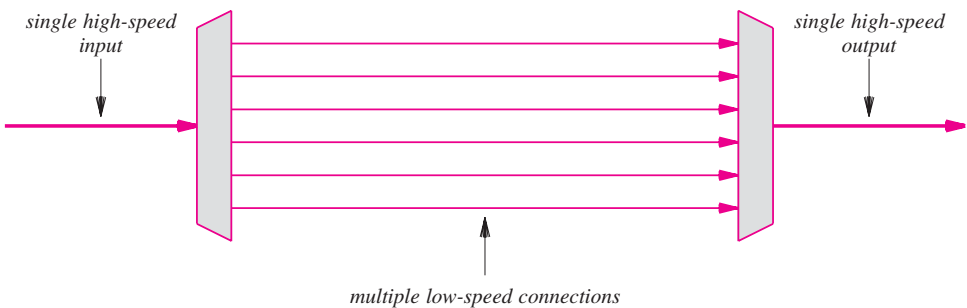 single high-speed
input
single high-speed
output
multiple low-speed connections